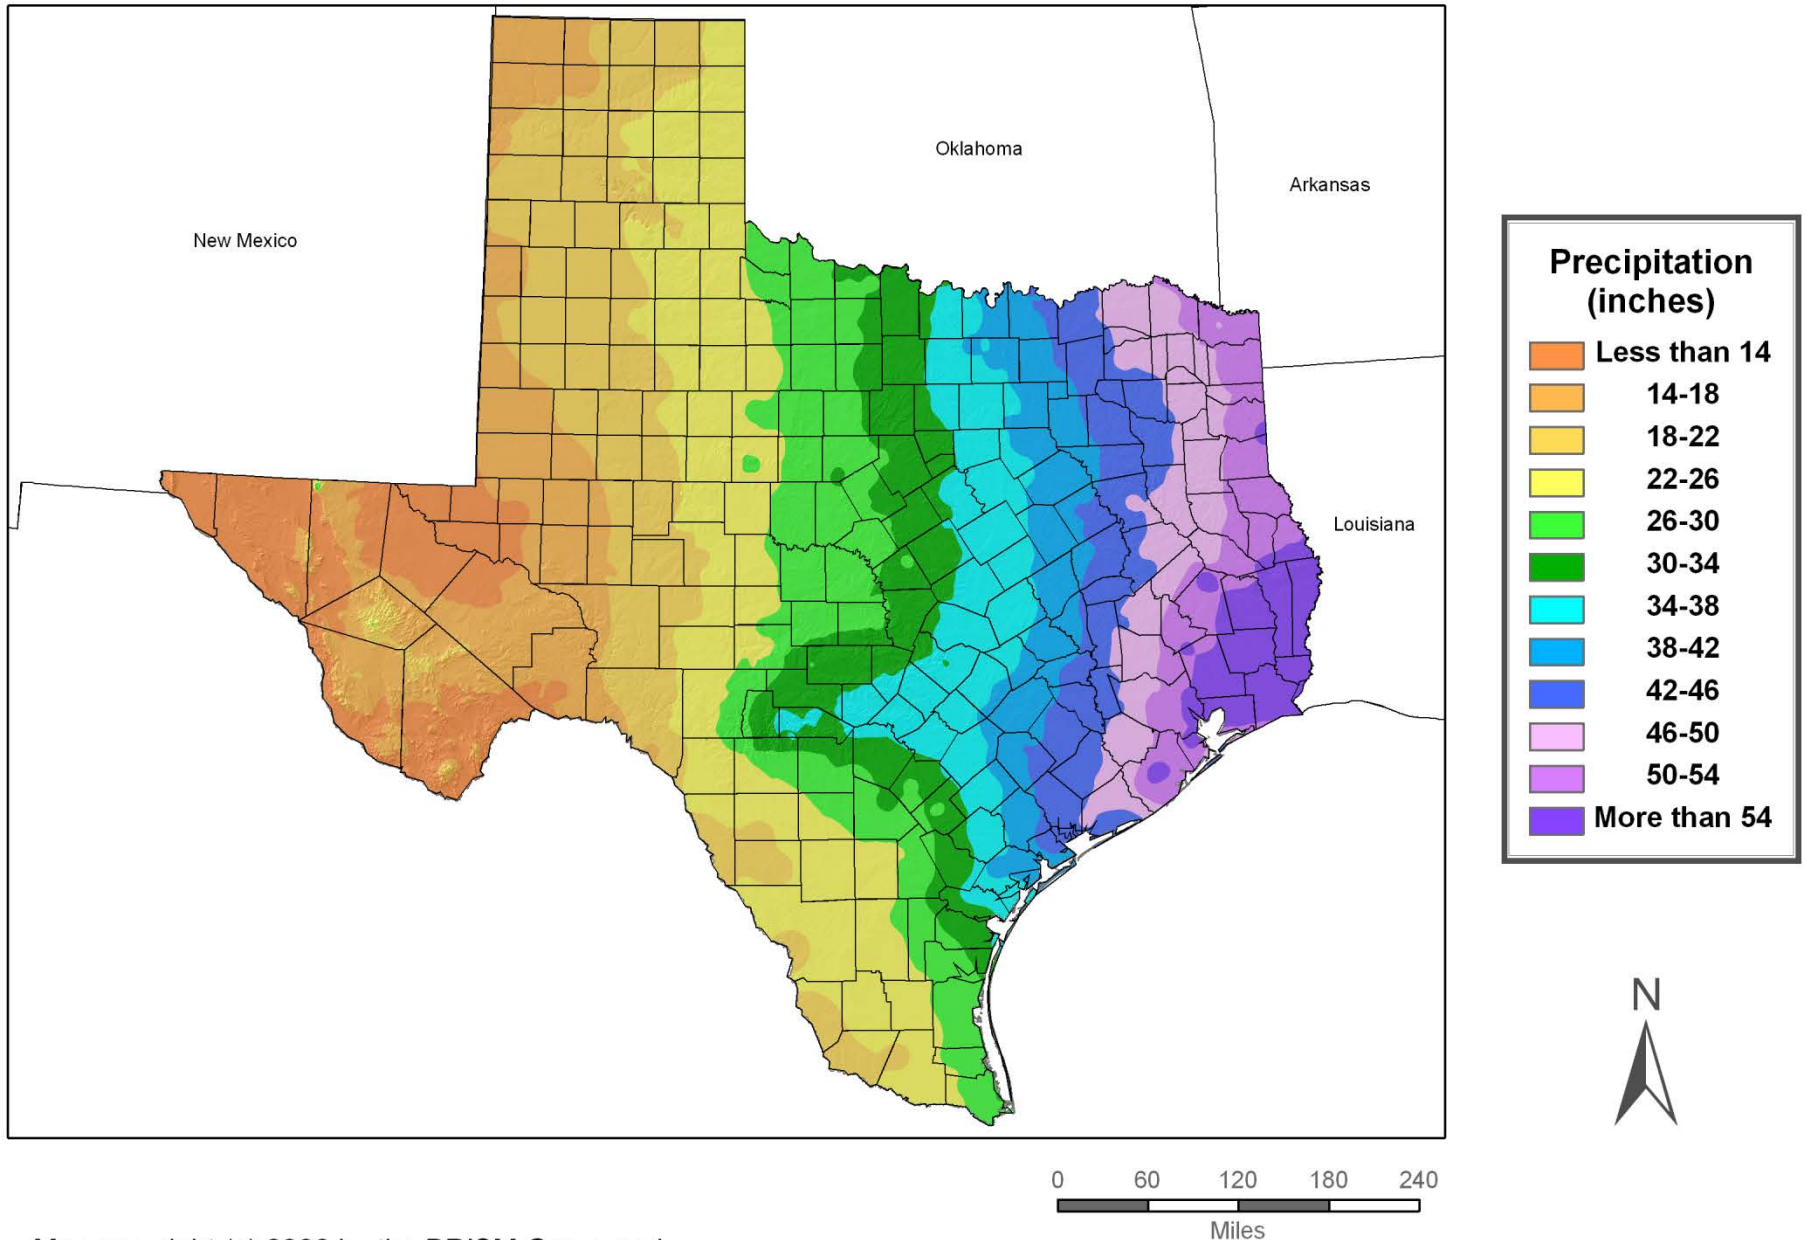 Oklahoma
Arkansas
New Mexico
Louisiana
Precipitation
(inches)
Less than 14
14-18
18-22
22-26
26-30
30-34
34-38
38-42
42-46
46-50
50-54
More than 54
N
0 60 120 180 240
Miles